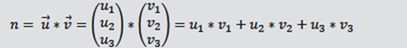 n = u⃗ * v⃗ = (u₁ u₂ u₃) * (v₁ v₂ v₃) = u₁ * v₁ + u₂ * v₂ + u₃ * v₃